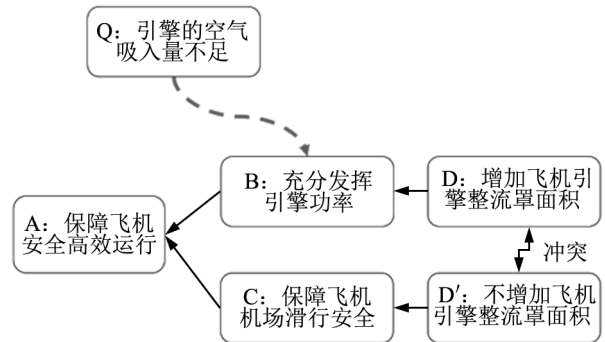 Q：引擎的空气
吸入量不足
B：充分发挥
引擎功率
D：增加飞机引
擎整流罩面积
A：保障飞机
安全高效运行
冲突
C：保障飞机
机场滑行安全
D′：不增加飞机
引擎整流罩面积